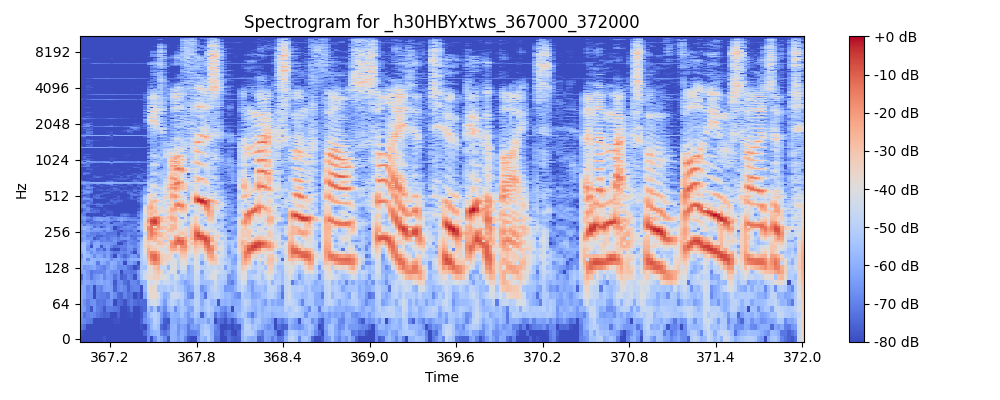 Spectrogram for _h30HBYxtws_367000_372000
Hz
8192
4096
2048
1024
512
256
128
64
0
367.2 367.8 368.4 369.0 369.6 370.2 370.8 371.4 372.0
Time
+0 dB
-10 dB
-20 dB
-30 dB
-40 dB
-50 dB
-60 dB
-70 dB
-80 dB